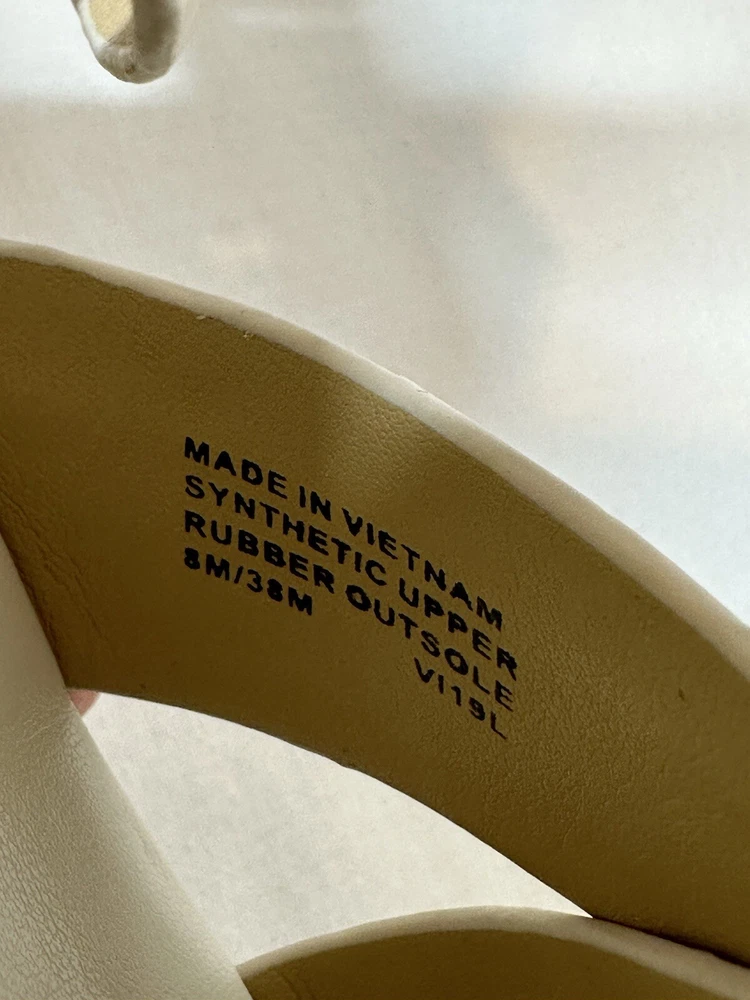 MADE IN VIETNAM
SYNTHETIC UPPER
RUBBER OUTSOLE
8M/38M
VI19L